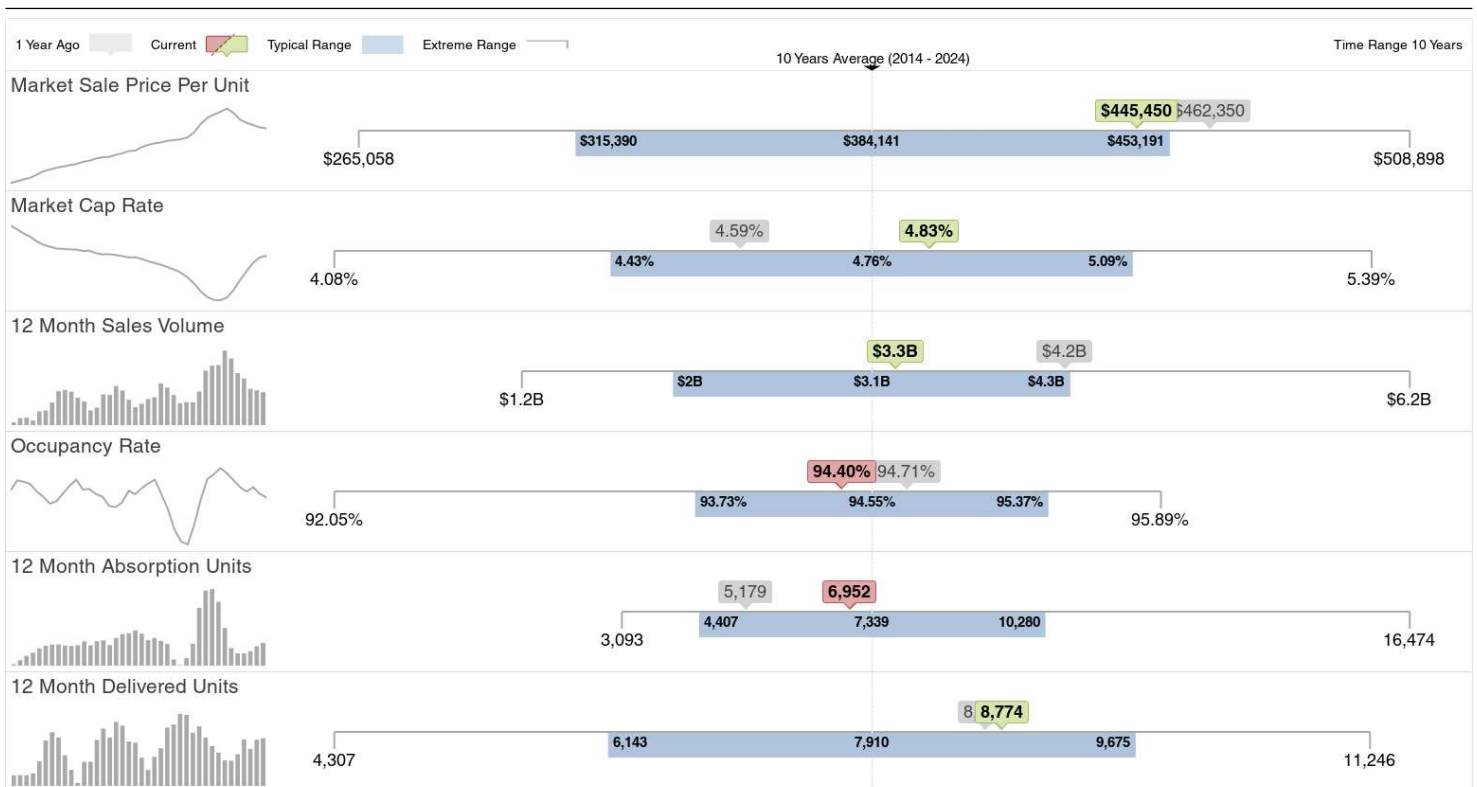 1 Year Ago Current Typical Range Extreme Range Time Range 10 Years
10 Years Average (2014 - 2024)
Market Sale Price Per Unit
$445,450 $462,350
$315,390 $384,141 $453,191
$265,058 $508,898
Market Cap Rate
4.59% 4.83%
4.43% 4.76% 5.09%
4.08% 5.39%
12 Month Sales Volume
$3.3B $4.2B
$2B $3.1B $4.3B
$1.2B $6.2B
Occupancy Rate
94.40% 94.71%
93.73% 94.55% 95.37%
92.05% 95.89%
12 Month Absorption Units
5,179 6,952
4,407 7,339 10,280
3,093 16,474
12 Month Delivered Units
8,774
6,143 7,910 9,675
4,307 11,246